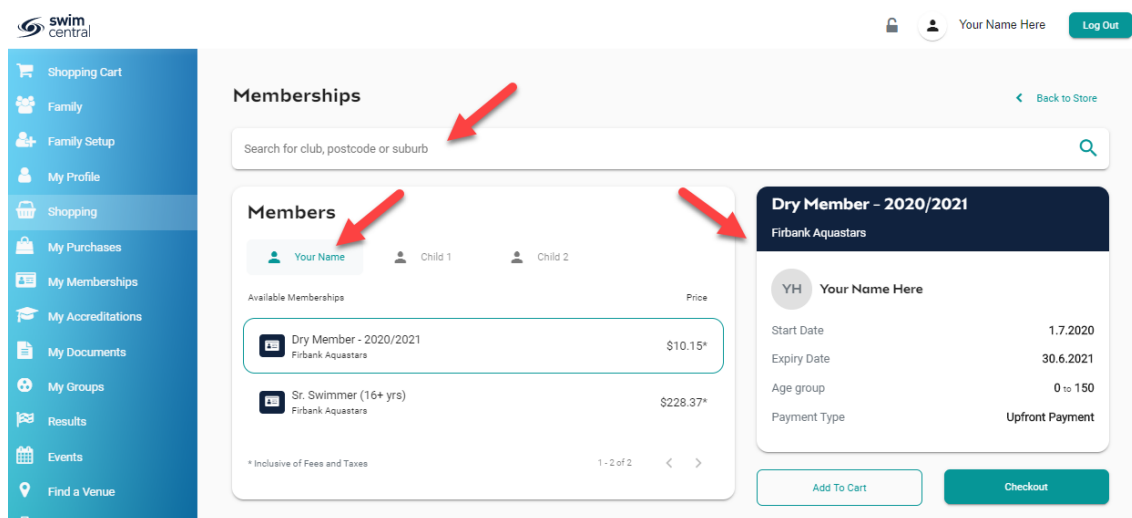 swim
central
Your Name Here
Log Out
Shopping Cart
Family
Family Setup
My Profile
Shopping
My Purchases
My Memberships
My Accreditations
My Documents
My Groups
Results
Events
Find a Venue
Memberships
Back to Store
Search for club, postcode or suburb
Members
Your Name
Child 1
Child 2
Available Memberships
Price
Dry Member - 2020/2021
Firbank Aquastars
$10.15*
Sr. Swimmer (16+ yrs)
Firbank Aquastars
$228.37*
* Inclusive of Fees and Taxes
1 - 2 of 2
Dry Member - 2020/2021
Firbank Aquastars
YH
Your Name Here
Start Date
1.7.2020
Expiry Date
30.6.2021
Age group
0 to 150
Payment Type
Upfront Payment
Add To Cart
Checkout